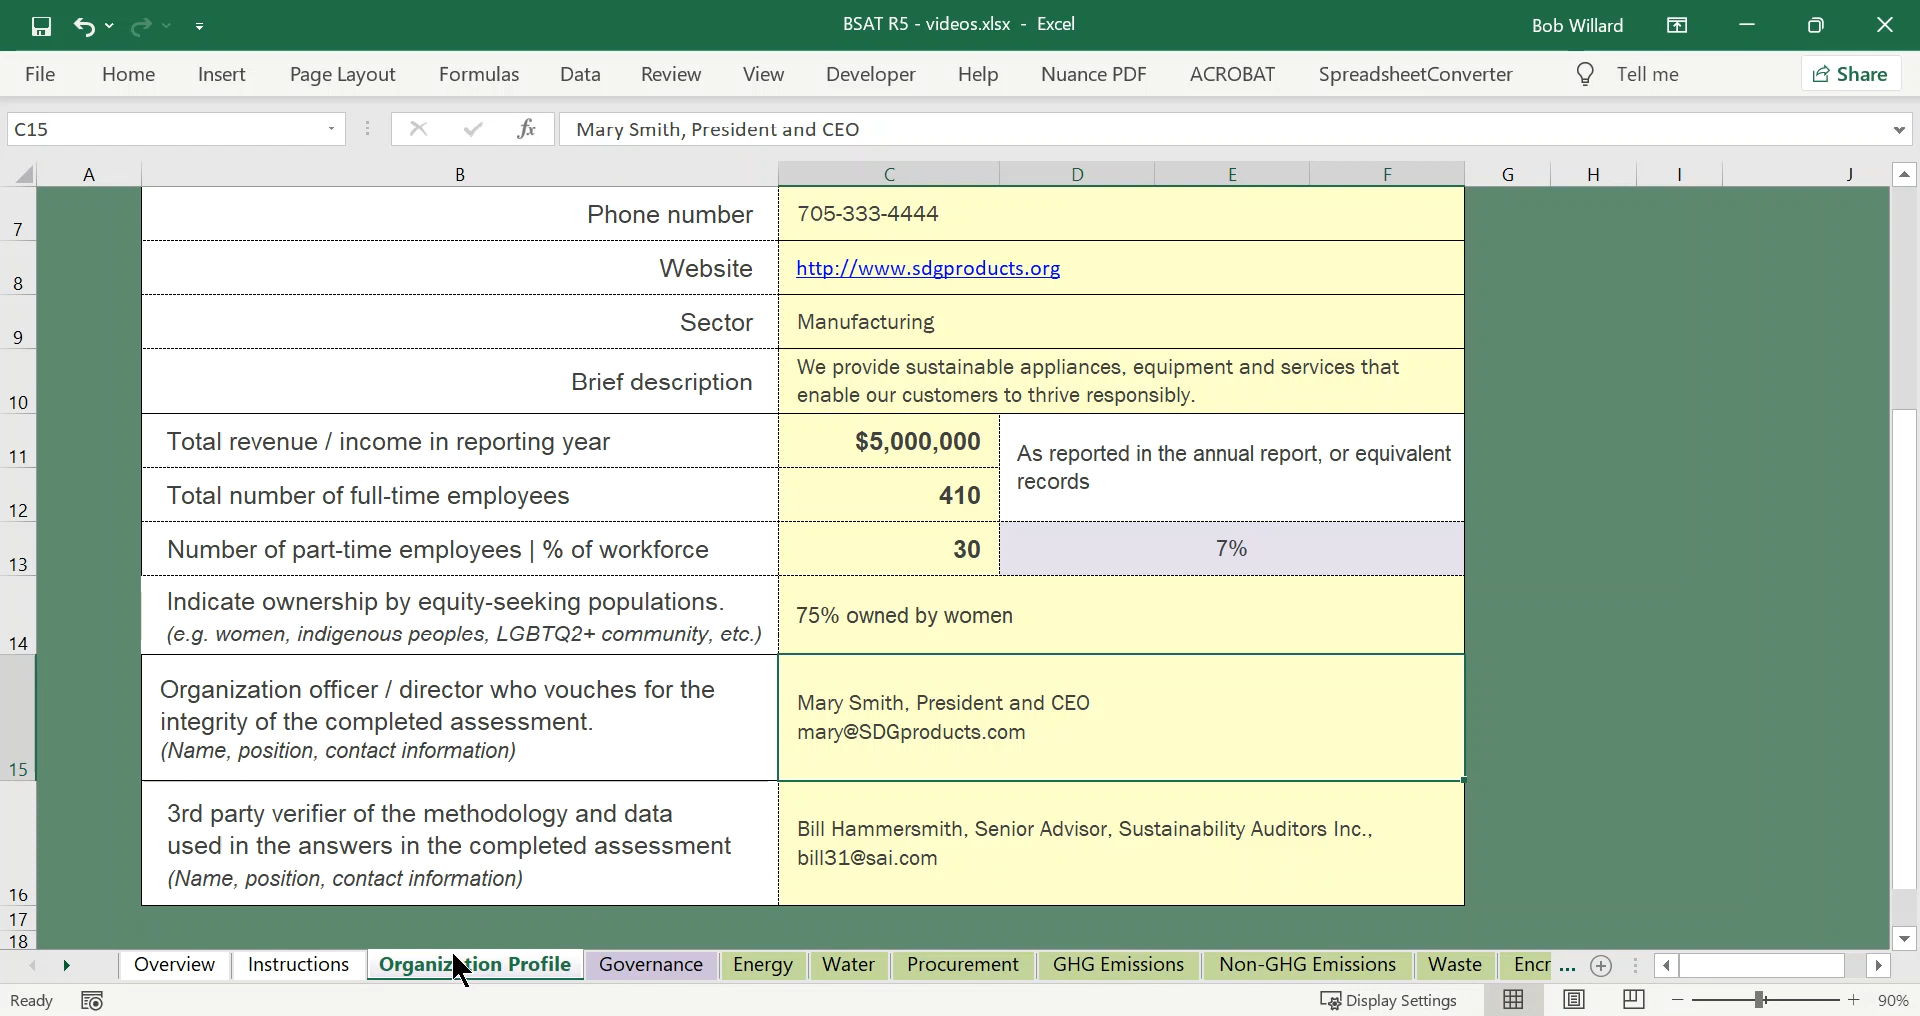 BSAT R5 - videos.xlsx - Excel
Bob Willard
File Home Insert Page Layout Formulas Data Review View Developer Help Nuance PDF ACROBAT SpreadsheetConverter Tell me Share
C15 fx Mary Smith, President and CEO
A B C D E F G H I J
7 Phone number 705-333-4444
8 Website http://www.sdgproducts.org
9 Sector Manufacturing
10 Brief description We provide sustainable appliances, equipment and services that
enable our customers to thrive responsibly.
11 Total revenue / income in reporting year $5,000,000 As reported in the annual report, or equivalent
records
12 Total number of full-time employees 410
13 Number of part-time employees | % of workforce 30 7%
14 Indicate ownership by equity-seeking populations. 75% owned by women
(e.g. women, indigenous peoples, LGBTQ2+ community, etc.)
15 Organization officer / director who vouches for the
integrity of the completed assessment.
(Name, position, contact information)
Mary Smith, President and CEO
mary@SDGproducts.com
16 3rd party verifier of the methodology and data
used in the answers in the completed assessment
(Name, position, contact information)
Bill Hammersmith, Senior Advisor, Sustainability Auditors Inc.,
bill31@sai.com
17
18
Overview Instructions Organization Profile Governance Energy Water Procurement GHG Emissions Non-GHG Emissions Waste Encr ...
Ready Display Settings 90%